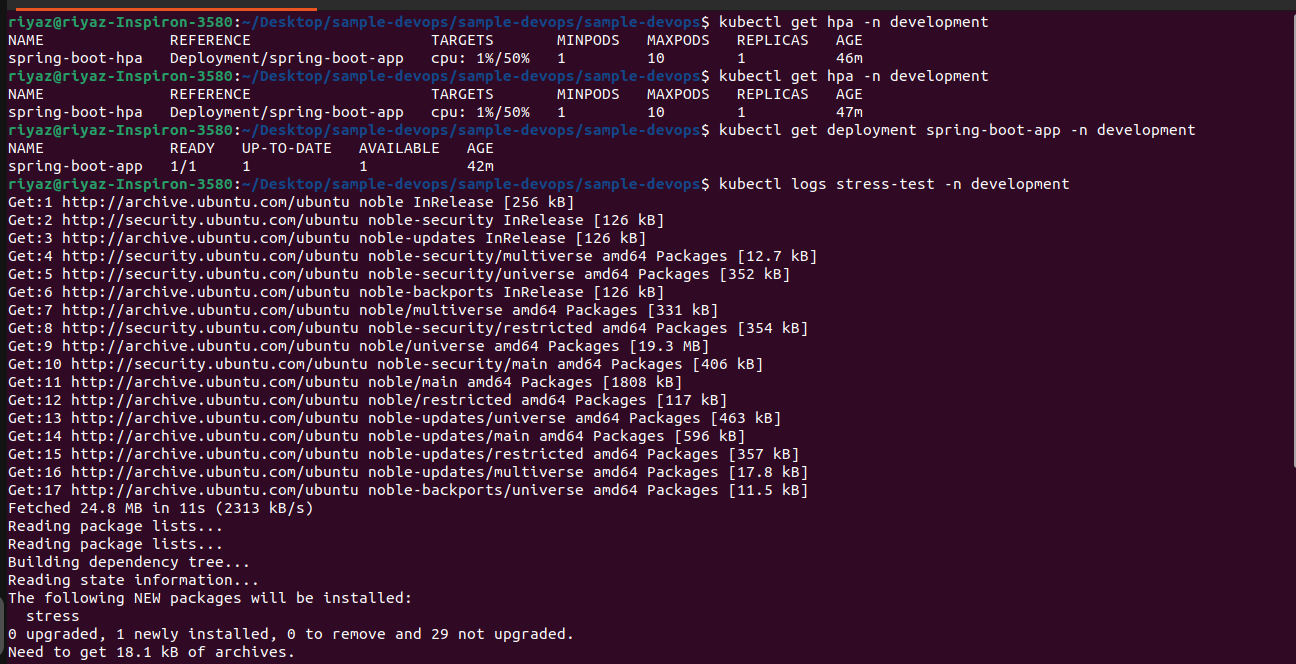 riyaz@riyaz-Inspiron-3580:~/Desktop/sample-devops/sample-devops/sample-devops$ kubectl get hpa -n development
NAME              REFERENCE                    TARGETS       MINPODS   MAXPODS   REPLICAS   AGE
spring-boot-hpa   Deployment/spring-boot-app   cpu: 1%/50%   1         10        1          46m
riyaz@riyaz-Inspiron-3580:~/Desktop/sample-devops/sample-devops/sample-devops$ kubectl get hpa -n development
NAME              REFERENCE                    TARGETS       MINPODS   MAXPODS   REPLICAS   AGE
spring-boot-hpa   Deployment/spring-boot-app   cpu: 1%/50%   1         10        1          47m
riyaz@riyaz-Inspiron-3580:~/Desktop/sample-devops/sample-devops/sample-devops$ kubectl get deployment spring-boot-app -n development
NAME              READY   UP-TO-DATE   AVAILABLE   AGE
spring-boot-app   1/1     1            1           42m
riyaz@riyaz-Inspiron-3580:~/Desktop/sample-devops/sample-devops/sample-devops$ kubectl logs stress-test -n development
Get:1 http://archive.ubuntu.com/ubuntu noble InRelease [256 kB]
Get:2 http://security.ubuntu.com/ubuntu noble-security InRelease [126 kB]
Get:3 http://archive.ubuntu.com/ubuntu noble-updates InRelease [126 kB]
Get:4 http://security.ubuntu.com/ubuntu noble-security/multiverse amd64 Packages [12.7 kB]
Get:5 http://security.ubuntu.com/ubuntu noble-security/universe amd64 Packages [352 kB]
Get:6 http://archive.ubuntu.com/ubuntu noble-backports InRelease [126 kB]
Get:7 http://archive.ubuntu.com/ubuntu noble/multiverse amd64 Packages [331 kB]
Get:8 http://security.ubuntu.com/ubuntu noble-security/restricted amd64 Packages [354 kB]
Get:9 http://archive.ubuntu.com/ubuntu noble/universe amd64 Packages [19.3 MB]
Get:10 http://security.ubuntu.com/ubuntu noble-security/main amd64 Packages [406 kB]
Get:11 http://archive.ubuntu.com/ubuntu noble/main amd64 Packages [1808 kB]
Get:12 http://archive.ubuntu.com/ubuntu noble/restricted amd64 Packages [117 kB]
Get:13 http://archive.ubuntu.com/ubuntu noble-updates/universe amd64 Packages [463 kB]
Get:14 http://archive.ubuntu.com/ubuntu noble-updates/main amd64 Packages [596 kB]
Get:15 http://archive.ubuntu.com/ubuntu noble-updates/restricted amd64 Packages [357 kB]
Get:16 http://archive.ubuntu.com/ubuntu noble-updates/multiverse amd64 Packages [17.8 kB]
Get:17 http://archive.ubuntu.com/ubuntu noble-backports/universe amd64 Packages [11.5 kB]
Fetched 24.8 MB in 11s (2313 kB/s)
Reading package lists...
Reading package lists...
Building dependency tree...
Reading state information...
The following NEW packages will be installed:
  stress
0 upgraded, 1 newly installed, 0 to remove and 29 not upgraded.
Need to get 18.1 kB of archives.